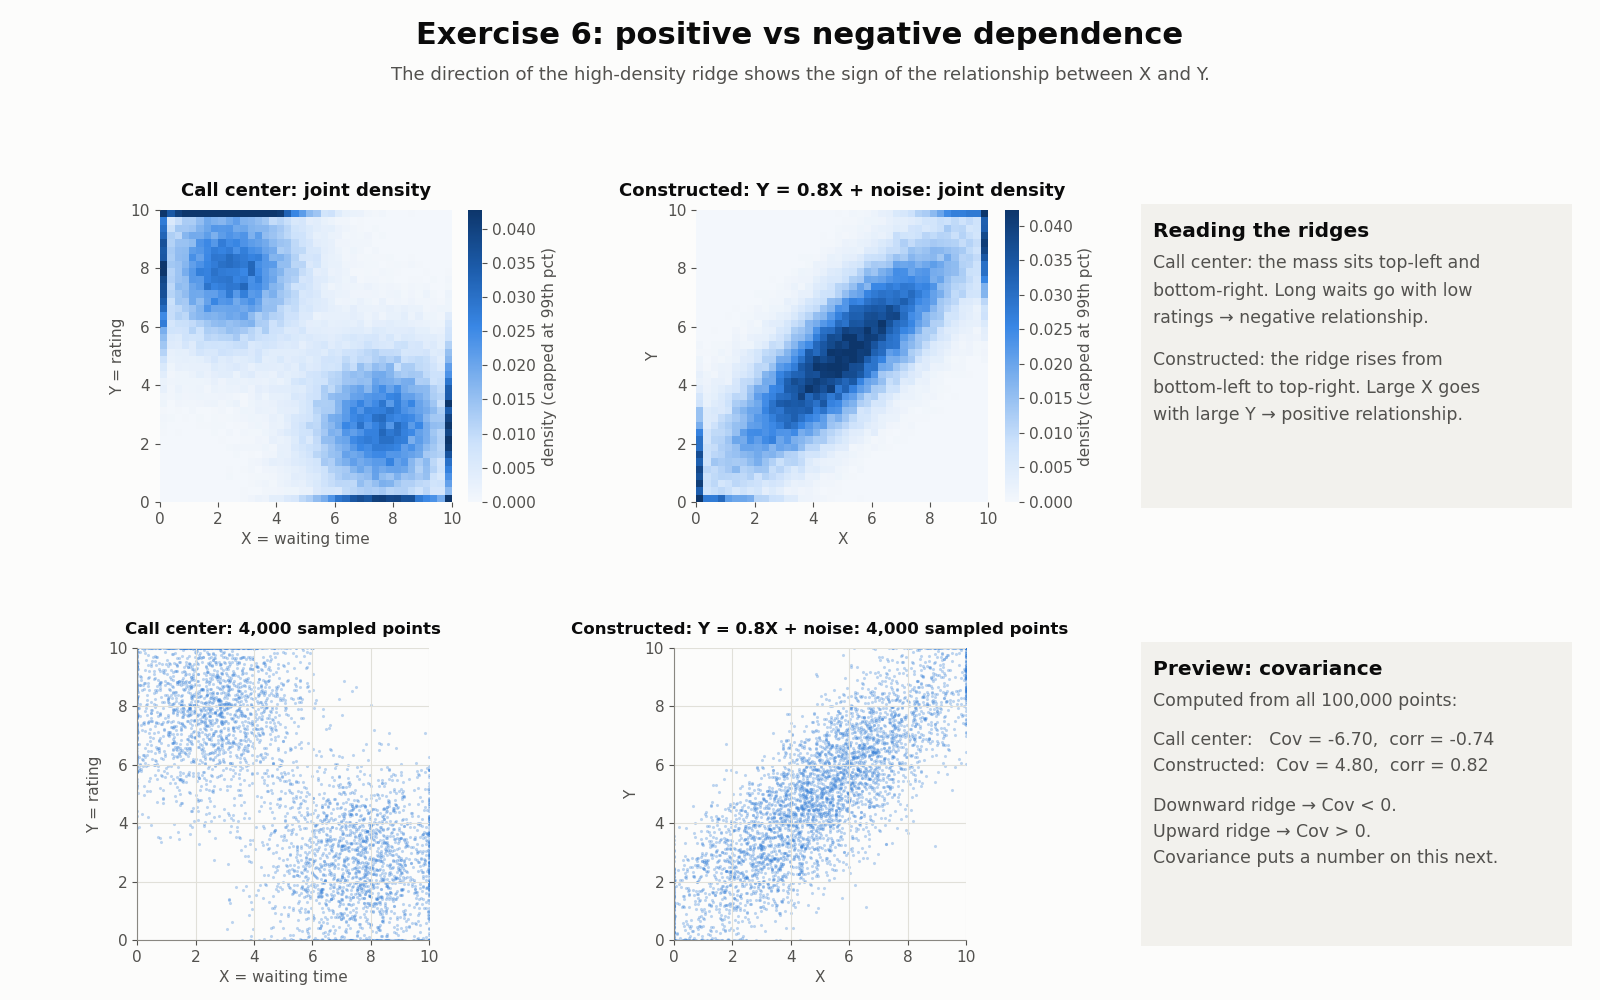 Exercise 6: positive vs negative dependence
The direction of the high-density ridge shows the sign of the relationship between X and Y.
Call center: joint density
10
8
6
4
2
0
Y = rating
0 2 4 6 8 10
X = waiting time
0.040
0.035
0.030
0.025
0.020
0.015
0.010
0.005
0.000
density (capped at 99th pct)
Constructed: Y = 0.8X + noise: joint density
10
8
6
4
2
0
Y
0 2 4 6 8 10
X
0.040
0.035
0.030
0.025
0.020
0.015
0.010
0.005
0.000
density (capped at 99th pct)
Reading the ridges
Call center: the mass sits top-left and
bottom-right. Long waits go with low
ratings → negative relationship.
Constructed: the ridge rises from
bottom-left to top-right. Large X goes
with large Y → positive relationship.
Call center: 4,000 sampled points
10
8
6
4
2
0
Y = rating
0 2 4 6 8 10
X = waiting time
Constructed: Y = 0.8X + noise: 4,000 sampled points
10
8
6
4
2
0
Y
0 2 4 6 8 10
X
Preview: covariance
Computed from all 100,000 points:
Call center: Cov = -6.70, corr = -0.74
Constructed: Cov = 4.80, corr = 0.82
Downward ridge → Cov < 0.
Upward ridge → Cov > 0.
Covariance puts a number on this next.